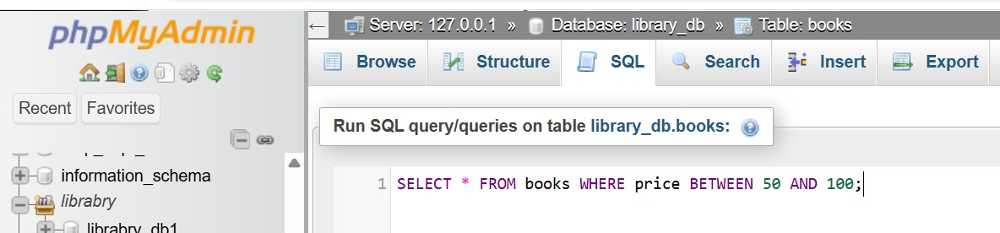 phpMyAdmin
Recent Favorites
information_schema
librabry
librabry_db1
← Server: 127.0.0.1 » Database: library_db » Table: books
Browse Structure SQL Search Insert Export
Run SQL query/queries on table library_db.books:
1 SELECT * FROM books WHERE price BETWEEN 50 AND 100;